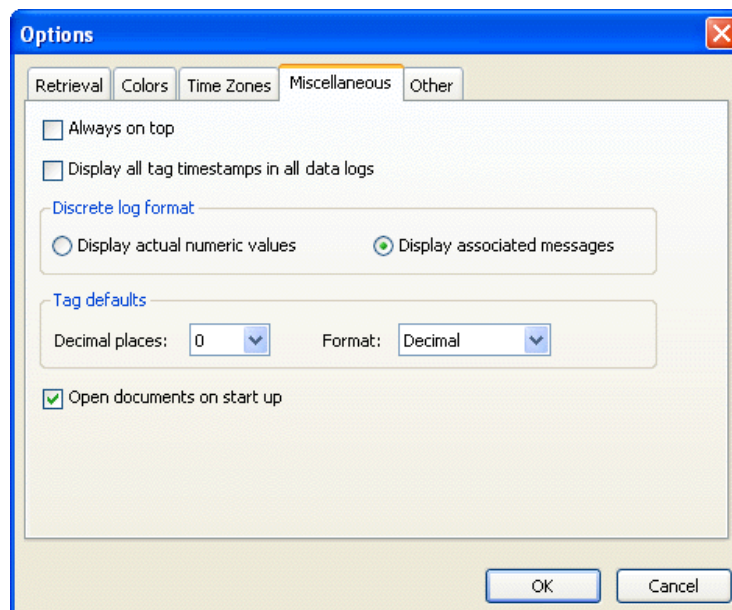 Options
Retrieval Colors Time Zones Miscellaneous Other
Always on top
Display all tag timestamps in all data logs
Discrete log format
Display actual numeric values Display associated messages
Tag defaults
Decimal places: 0 Format: Decimal
Open documents on start up
OK Cancel